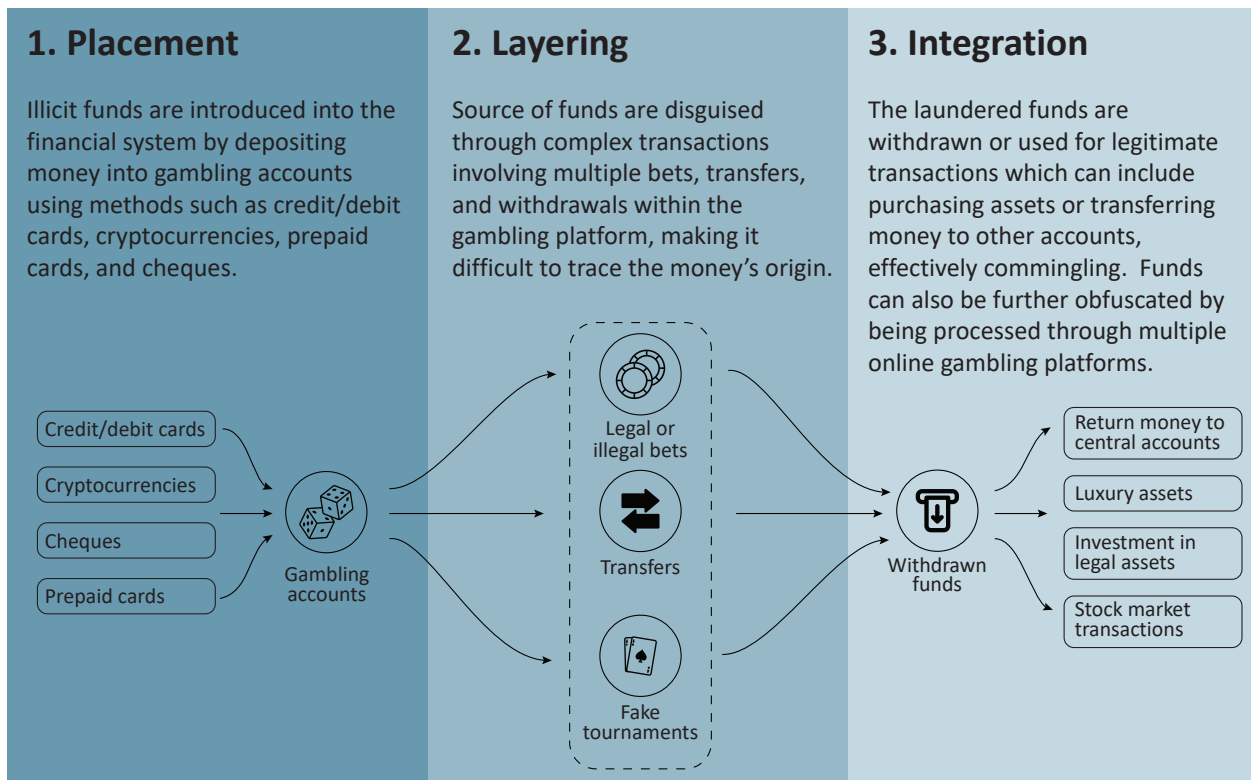 1. Placement
Illicit funds are introduced into the
financial system by depositing
money into gambling accounts
using methods such as credit/debit
cards, cryptocurrencies, prepaid
cards, and cheques.
Credit/debit cards
Cryptocurrencies
Cheques
Prepaid cards
Gambling
accounts
2. Layering
Source of funds are disguised
through complex transactions
involving multiple bets, transfers,
and withdrawals within the
gambling platform, making it
difficult to trace the money’s origin.
Legal or
illegal bets
Transfers
Fake
tournaments
3. Integration
The laundered funds are
withdrawn or used for legitimate
transactions which can include
purchasing assets or transferring
money to other accounts,
effectively commingling.  Funds
can also be further obfuscated by
being processed through multiple
online gambling platforms.
Withdrawn
funds
Return money to
central accounts
Luxury assets
Investment in
legal assets
Stock market
transactions